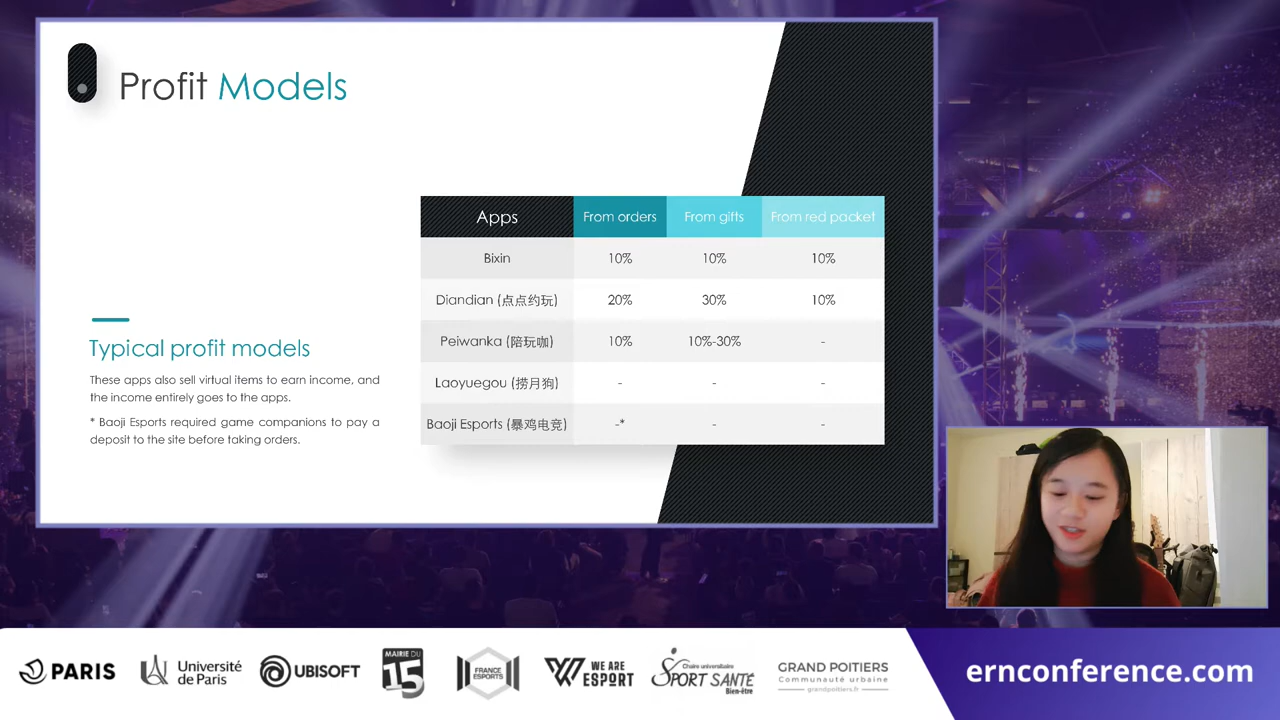 Profit Models
Apps From orders From gifts From red packet
Bixin 10% 10% 10%
Diandian (点点约玩) 20% 30% 10%
Peiwanka (陪玩咖) 10% 10%-30% -
Laoyuegou (捞月狗) - - -
Baoji Esports (暴鸡电竞) -* - -
Typical profit models
These apps also sell virtual items to earn income, and
the income entirely goes to the apps.
* Baoji Esports required game companions to pay a
deposit to the site before taking orders.
PARIS
Université
de Paris
UBISOFT
MAIRIE DU
15
FRANCE
ESPORTS
WE ARE
ESPORT
Chaire universitaire
SPORT SANTÉ
Bien-être
GRAND POITIERS
Communauté urbaine
grandpoitiers.fr
ernconference.com